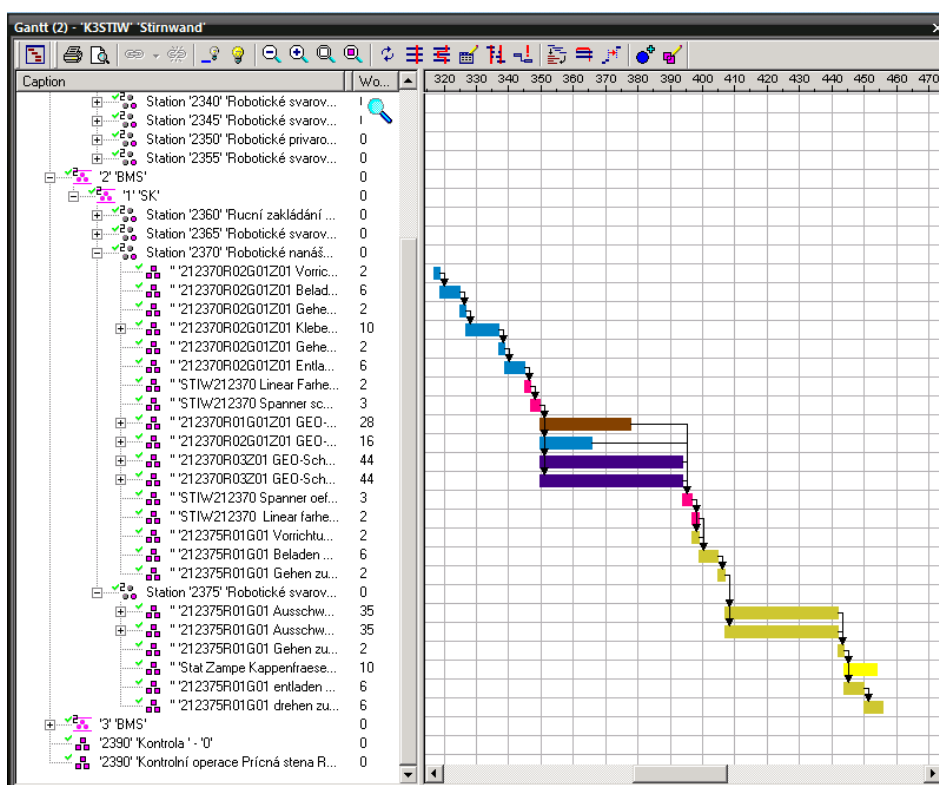 Gantt (2) - 'K3STIW' 'Stirnwand'
Caption Wo...
320 330 340 350 360 370 380 390 400 410 420 430 440 450 460 470
Station '2340' 'Robotické svarov...
Station '2345' 'Robotické svarov...
Station '2350' 'Robotické privaro... 0
Station '2355' 'Robotické svarov... 0
'2' 'BMS' 0
'1' 'SK' 0
Station '2360' 'Rucní zakládání ... 0
Station '2365' 'Robotické svarov... 0
Station '2370' 'Robotické nanáš... 0
" '212370R02G01Z01 Vorric... 2
" '212370R02G01Z01 Belad... 6
" '212370R02G01Z01 Gehe... 2
" '212370R02G01Z01 Klebe... 10
" '212370R02G01Z01 Gehe... 2
" '212370R02G01Z01 Entla... 6
" 'STIW212370 Linear Farhe... 2
" 'STIW212370 Spanner sc... 3
" '212370R01G01Z01 GEO-... 28
" '212370R02G01Z01 GEO-... 16
" '212370R03Z01 GEO-Sch... 44
" '212370R03Z01 GEO-Sch... 44
" 'STIW212370 Spanner oef... 3
" 'STIW212370 Linear farhe... 2
" '212375R01G01 Vorrichtu... 2
" '212375R01G01 Beladen ... 6
" '212375R01G01 Gehen zu... 2
Station '2375' 'Robotické svarov... 0
" '212375R01G01 Ausschw... 35
" '212375R01G01 Ausschw... 35
" '212375R01G01 Gehen zu... 2
" 'Stat Zampe Kappenfraese... 10
" '212375R01G01 entladen ... 6
" '212375R01G01 drehen zu... 6
'3' 'BMS' 0
'2390' 'Kontrola ' - '0' 0
'2390' 'Kontrolní operace Prícná stena R... 0